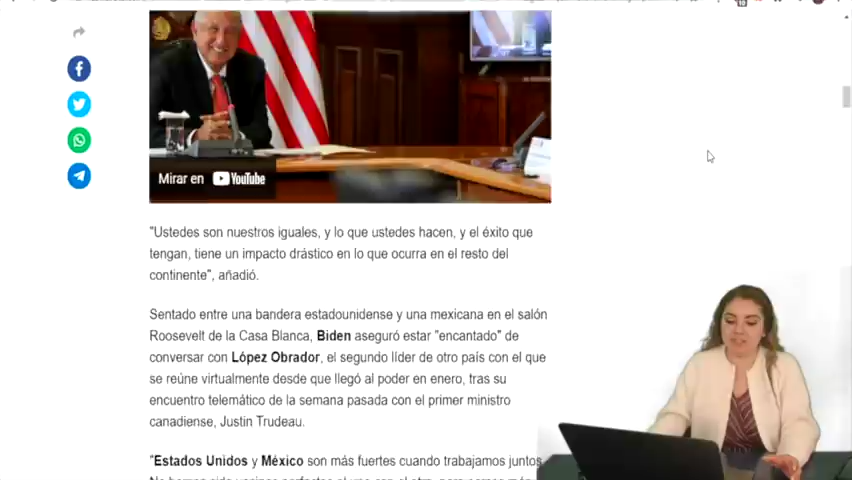 Mirar en YouTube
"Ustedes son nuestros iguales, y lo que ustedes hacen, y el éxito que
tengan, tiene un impacto drástico en lo que ocurra en el resto del
continente", añadió.
Sentado entre una bandera estadounidense y una mexicana en el salón
Roosevelt de la Casa Blanca, Biden aseguró estar "encantado" de
conversar con López Obrador, el segundo líder de otro país con el que
se reúne virtualmente desde que llegó al poder en enero, tras su
encuentro telemático de la semana pasada con el primer ministro
canadiense, Justin Trudeau.
"Estados Unidos y México son más fuertes cuando trabajamos juntos.